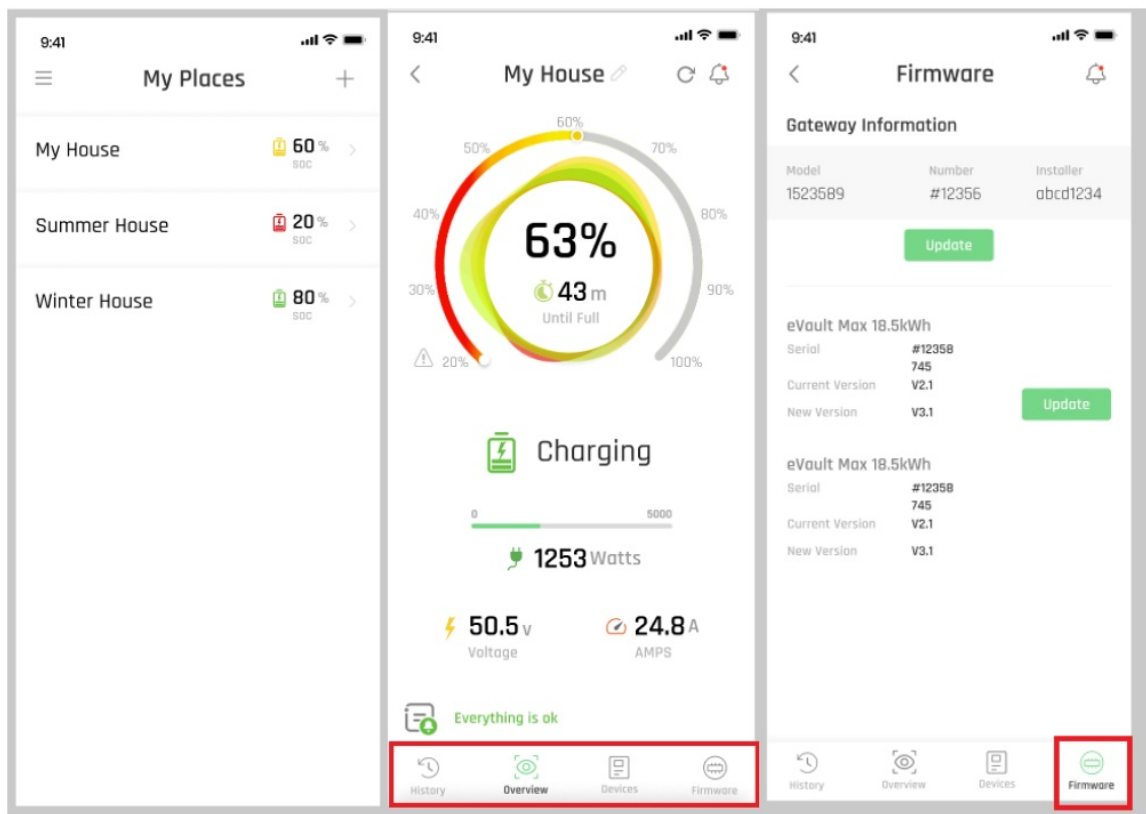 9:41
My Places
My House
60 %
SOC
Summer House
20 %
SOC
Winter House
80 %
SOC
9:41
My House
60%
50%
70%
40%
80%
63%
30%
43 m
90%
Until Full
20%
100%
Charging
0 5000
1253 Watts
50.5 V 24.8 A
Voltage AMPS
Everything is ok
History Overview Devices Firmware
9:41
Firmware
Gateway Information
Model Number Installer
1523589 #12356 abcd1234
Update
eVault Max 18.5kWh
Serial #12358
745
Current Version V2.1
New Version V3.1
Update
eVault Max 18.5kWh
Serial #12358
745
Current Version V2.1
New Version V3.1
History Overview Devices Firmware